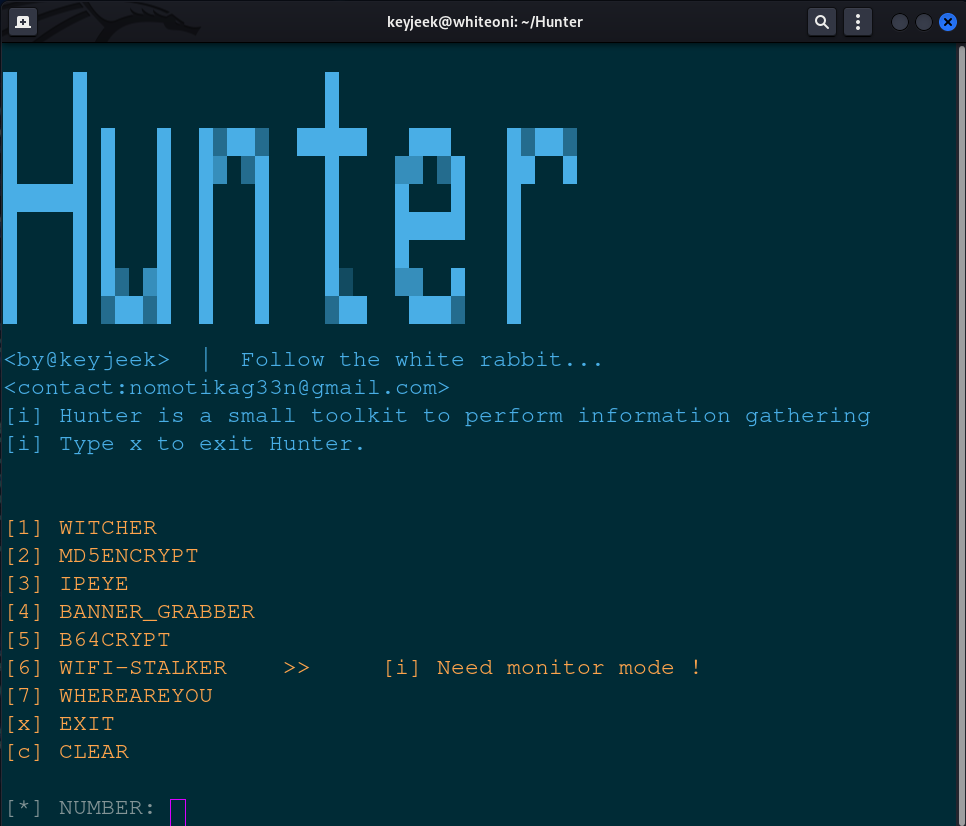 keyjeek@whiteoni: ~/Hunter
Hunter
<by@keyjeek>  |  Follow the white rabbit...
<contact:nomotikag33n@gmail.com>
[i] Hunter is a small toolkit to perform information gathering
[i] Type x to exit Hunter.
[1] WITCHER
[2] MD5ENCRYPT
[3] IPEYE
[4] BANNER_GRABBER
[5] B64CRYPT
[6] WIFI-STALKER    >>     [i] Need monitor mode !
[7] WHEREAREYOU
[x] EXIT
[c] CLEAR
[*] NUMBER: